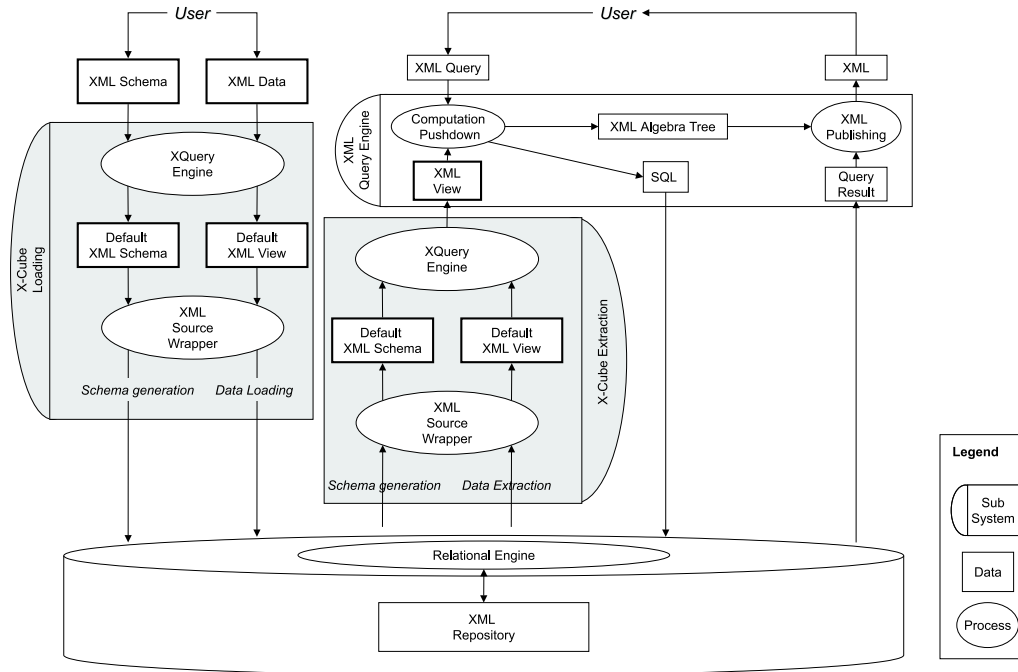 User
User
XML Schema
XML Data
XML Query
XML
XML
Query Engine
Computation
Pushdown
XML Algebra Tree
XML
Publishing
XML
View
SQL
Query
Result
X-Cube
Loading
XQuery
Engine
Default
XML Schema
Default
XML View
XML
Source
Wrapper
Schema generation
Data Loading
X-Cube Extraction
XQuery
Engine
Default
XML Schema
Default
XML View
XML
Source
Wrapper
Schema generation
Data Extraction
Relational Engine
XML
Repository
Legend
Sub
System
Data
Process